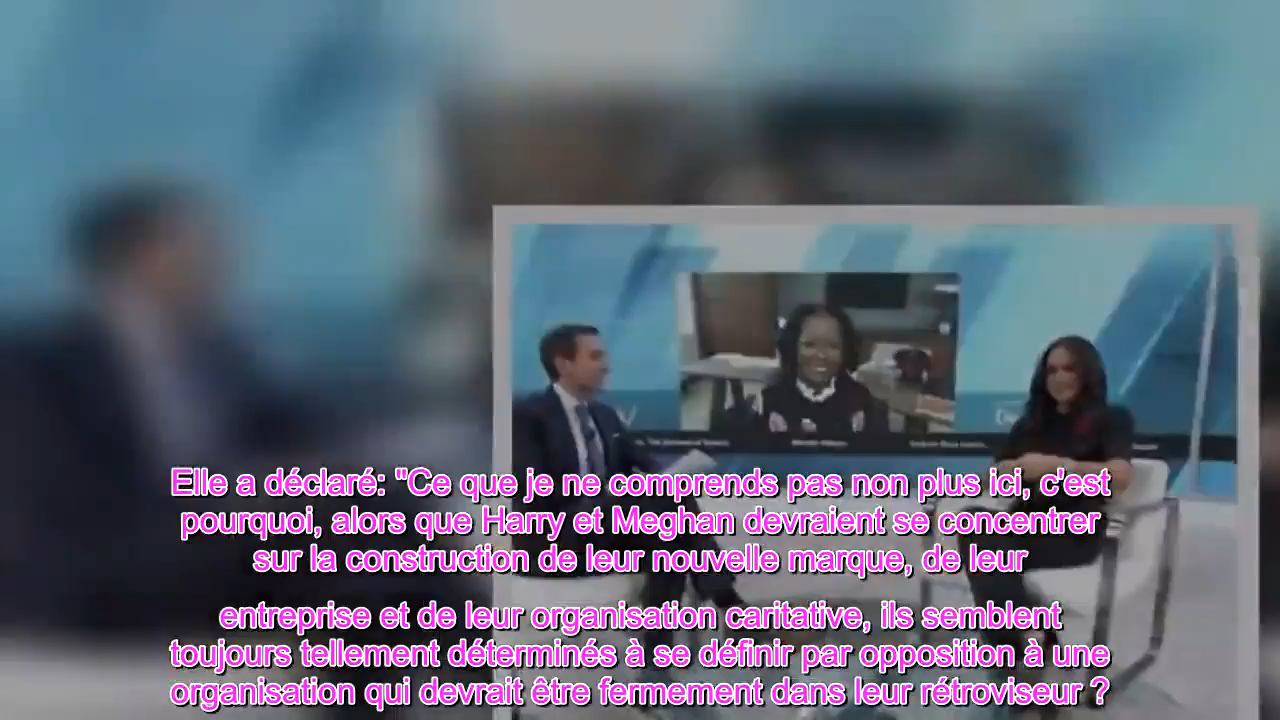 Elle a déclaré: "Ce que je ne comprends pas non plus ici, c'est
pourquoi, alors que Harry et Meghan devraient se concentrer
sur la construction de leur nouvelle marque, de leur
entreprise et de leur organisation caritative, ils semblent
toujours tellement déterminés à se définir par opposition à une
organisation qui devrait être fermement dans leur rétroviseur ?